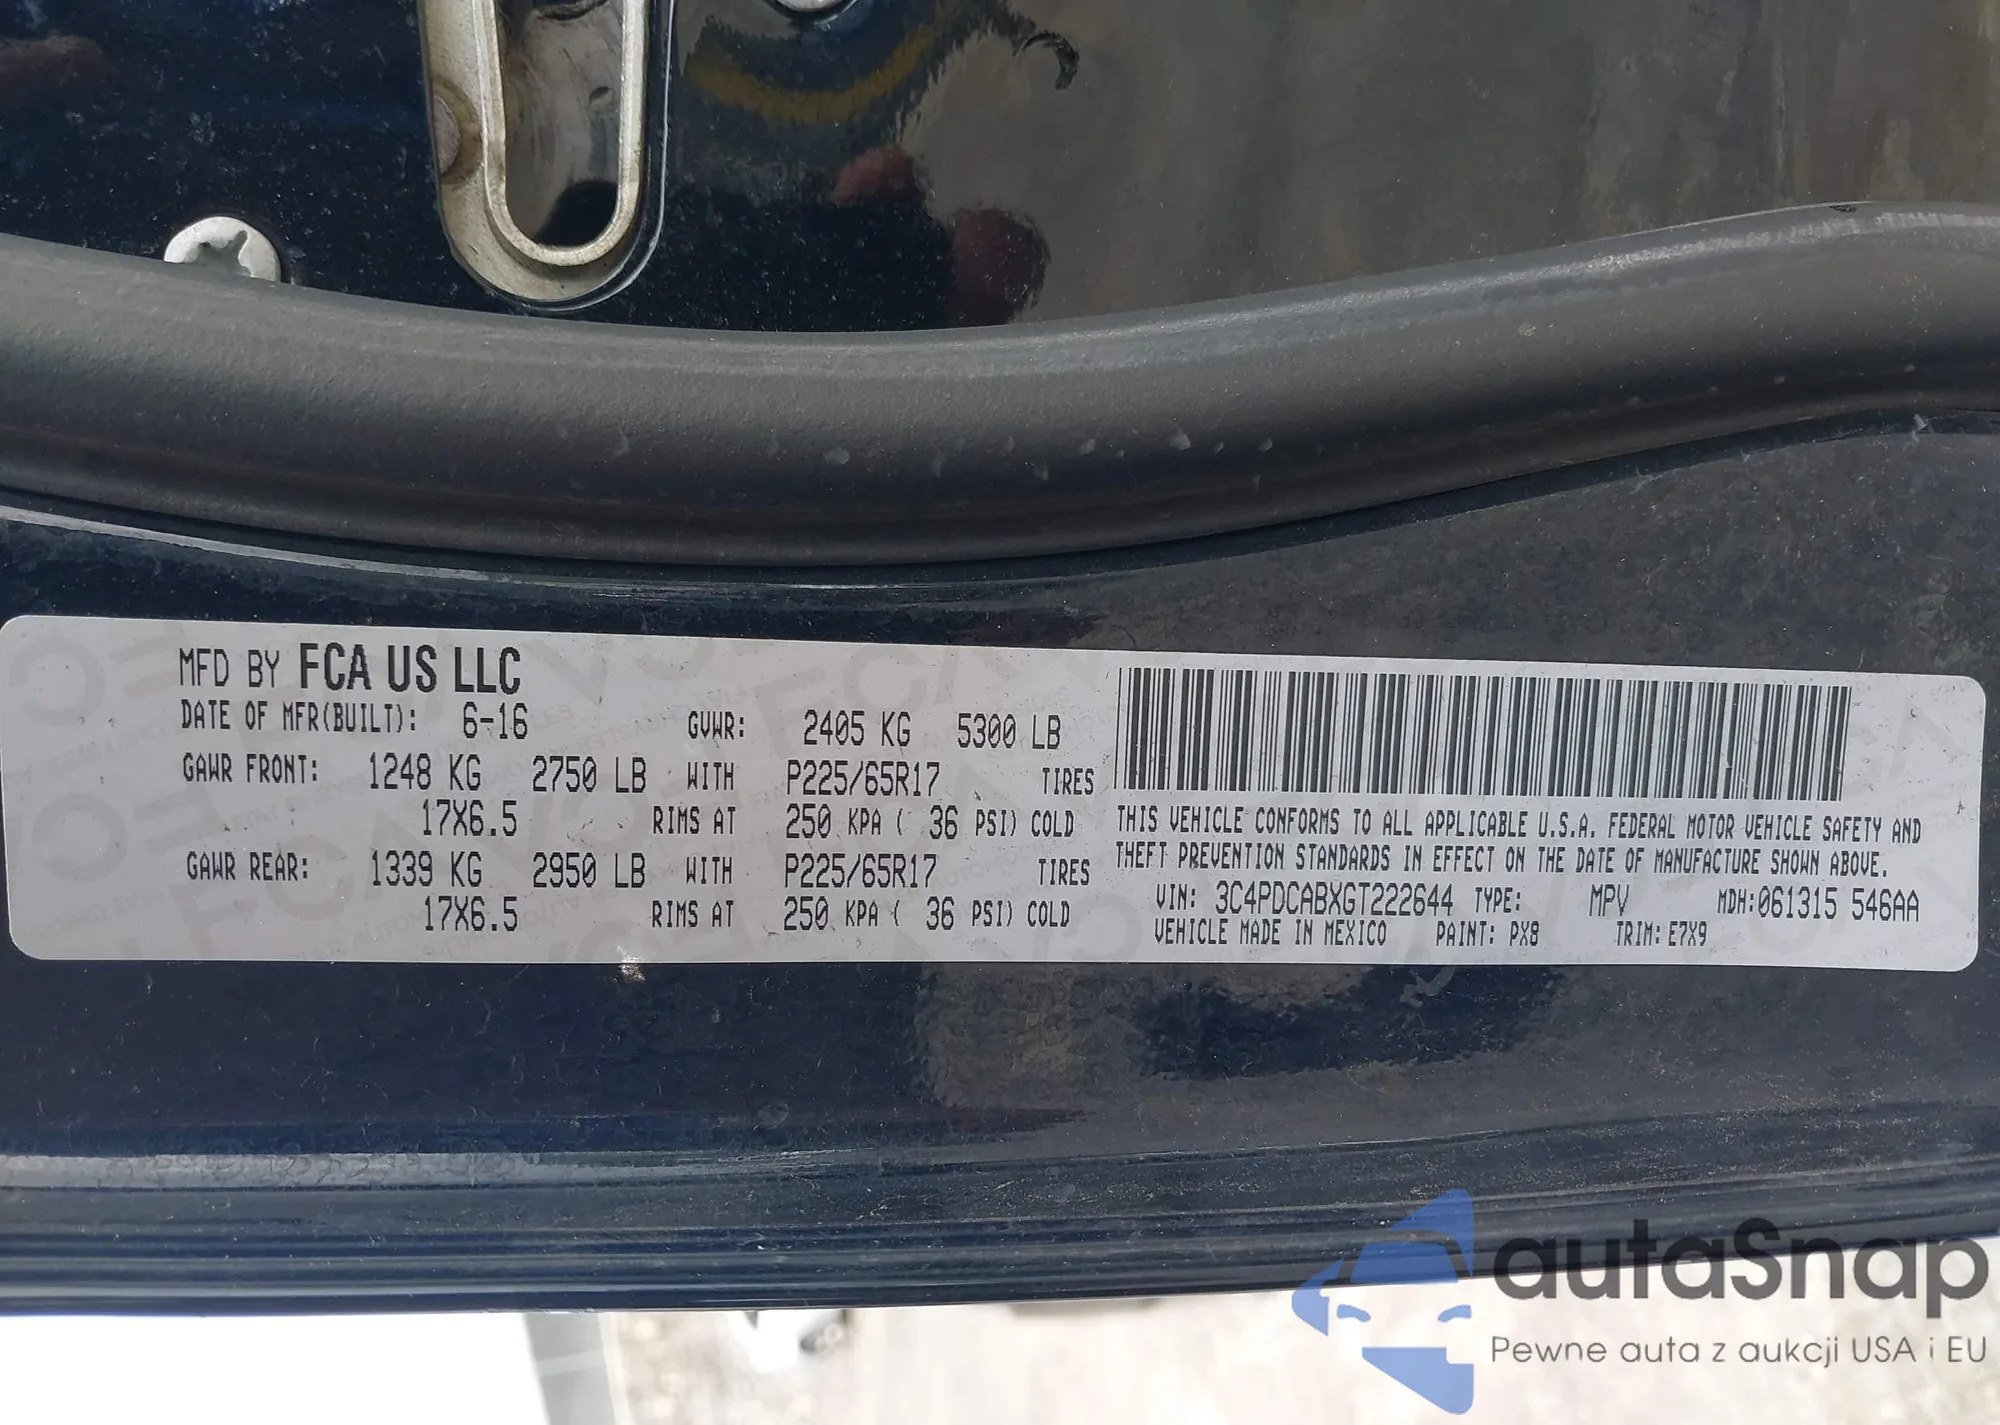 MFD BY FCA US LLC
DATE OF MFR(BUILT): 6-16 GVWR: 2405 KG 5300 LB
GAWR FRONT: 1248 KG 2750 LB WITH P225/65R17 TIRES
17X6.5 RIMS AT 250 KPA ( 36 PSI) COLD
GAWR REAR: 1339 KG 2950 LB WITH P225/65R17 TIRES
17X6.5 RIMS AT 250 KPA ( 36 PSI) COLD
THIS VEHICLE CONFORMS TO ALL APPLICABLE U.S.A. FEDERAL MOTOR VEHICLE SAFETY AND
THEFT PREVENTION STANDARDS IN EFFECT ON THE DATE OF MANUFACTURE SHOWN ABOVE.
VIN: 3C4PDCABXGT222644 TYPE: MPV MDH:061315 546AA
VEHICLE MADE IN MEXICO PAINT: PX8 TRIM: E7X9
autoSnap
Pewne auta z aukcji USA i EU